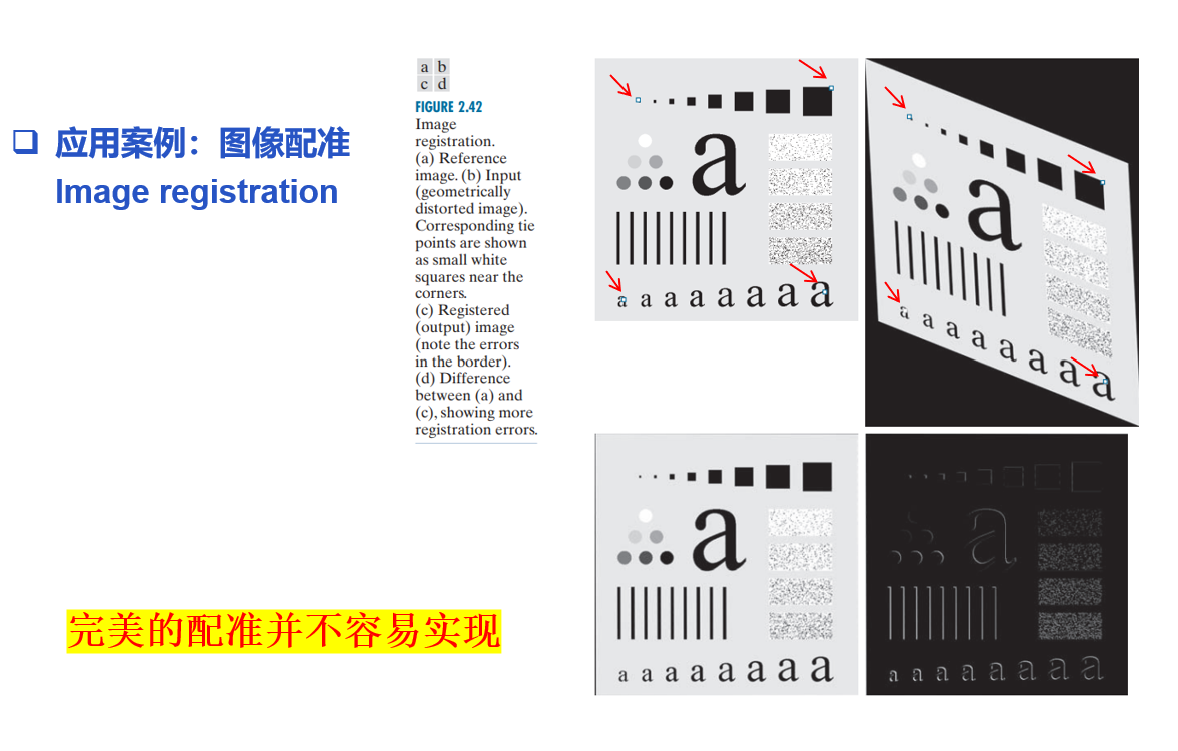 应用案例：图像配准
Image registration
a b
c d
FIGURE 2.42
Image
registration.
(a) Reference
image. (b) Input
(geometrically
distorted image).
Corresponding tie
points are shown
as small white
squares near the
corners.
(c) Registered
(output) image
(note the errors
in the border).
(d) Difference
between (a) and
(c), showing more
registration errors.
a
a a a a a a a a
a
a a a a a a a a
a
a a a a a a a a
a
a a a a a a a a
完美的配准并不容易实现